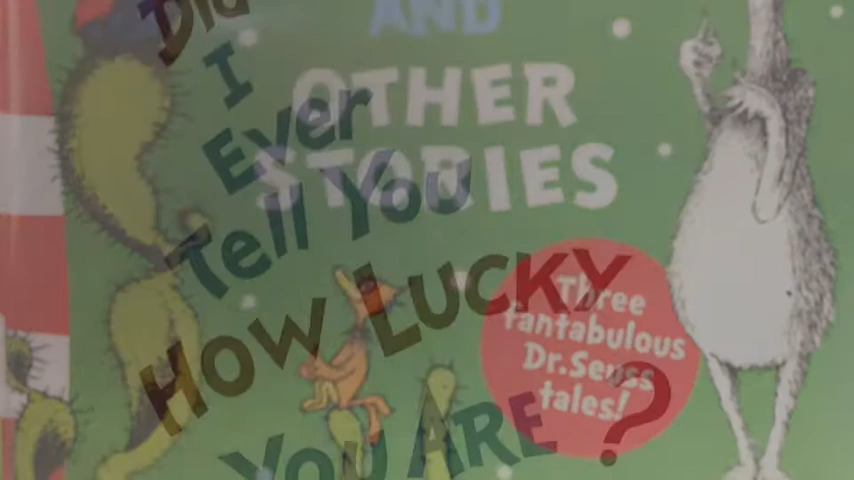 Did
I
Ever
Tell You
HOW LUCKY
YOU ARE ?
AND
OTHER
STORIES
Three
fantabulous
Dr. Seuss
tales!